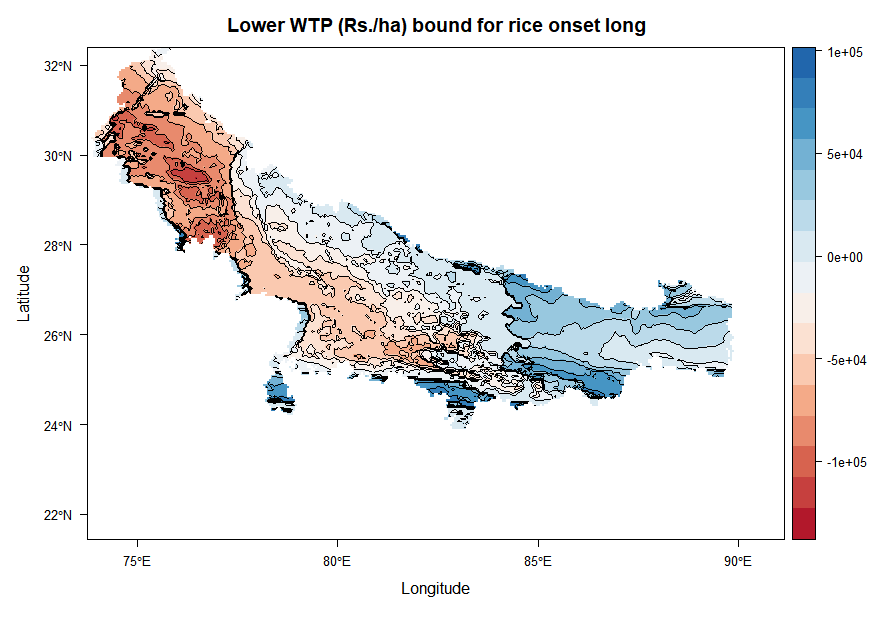 Lower WTP (Rs./ha) bound for rice onset long
32°N
30°N
28°N
26°N
24°N
22°N
Latitude
75°E
80°E
85°E
90°E
Longitude
1e+05
5e+04
0e+00
-5e+04
-1e+05